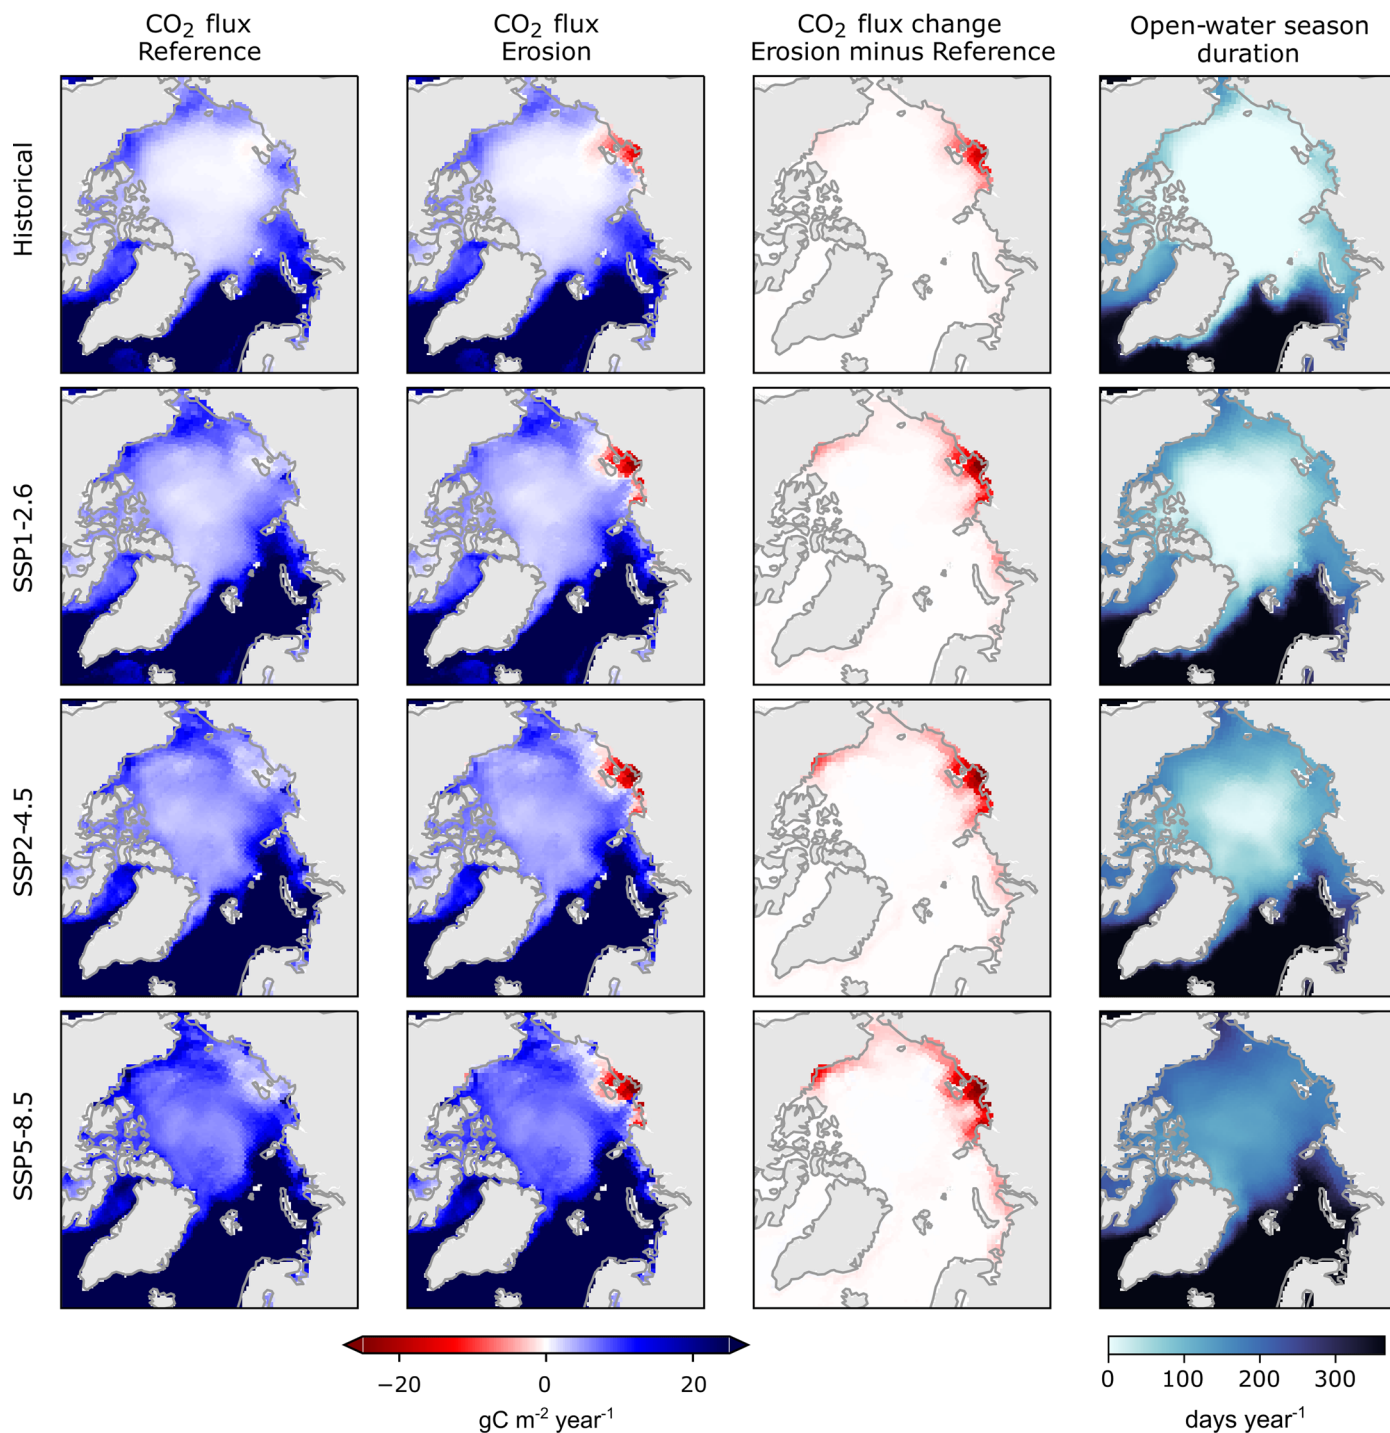 CO₂ flux
Reference
CO₂ flux
Erosion
CO₂ flux change
Erosion minus Reference
Open-water season
duration
Historical
SSP1-2.6
SSP2-4.5
SSP5-8.5
−20
0
20
gC m⁻² year⁻¹
0
100
200
300
days year⁻¹